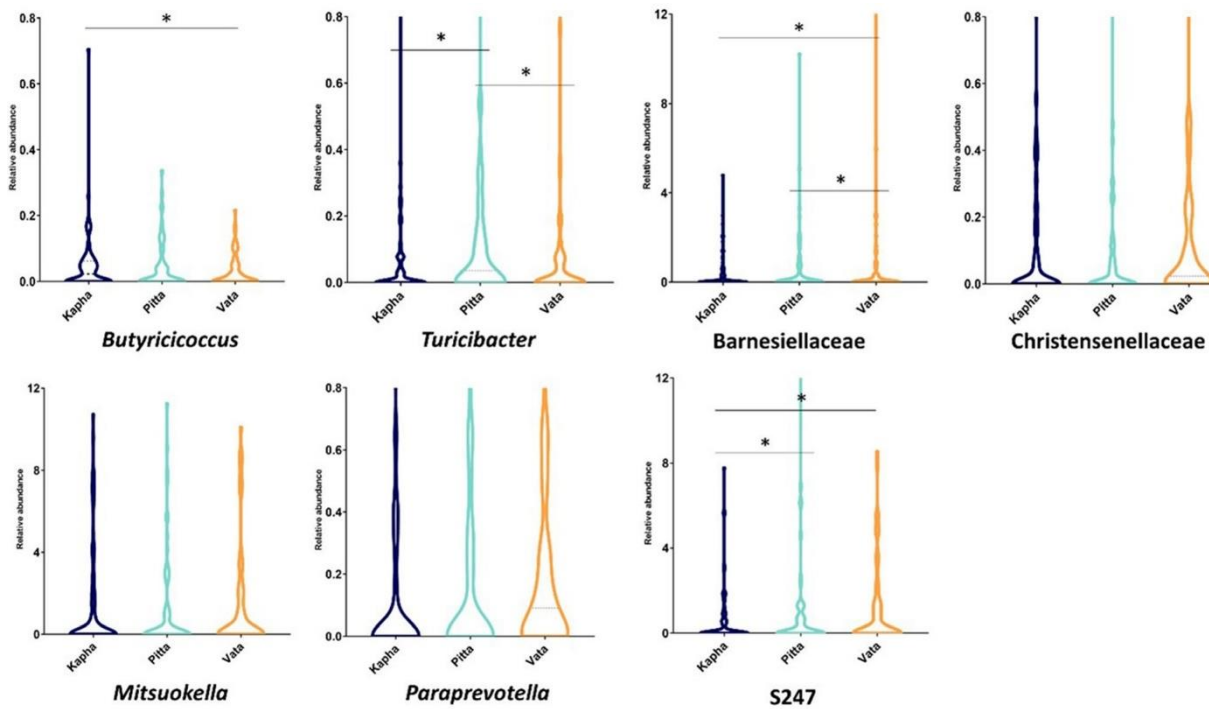 0.8
*
0.6
0.4
0.2
0.0
Relative abundance
Kapha
Pitta
Vata
Butyricicoccus
0.8
*
*
0.6
0.4
0.2
0.0
Relative abundance
Kapha
Pitta
Vata
Turicibacter
12
*
*
8
4
0
Relative abundance
Kapha
Pitta
Vata
Barnesiellaceae
0.8
0.6
0.4
0.2
0.0
Relative abundance
Kapha
Pitta
Vata
Christensenellaceae
12
8
4
0
Relative abundance
Kapha
Pitta
Vata
Mitsuokella
0.8
0.6
0.4
0.2
0.0
Relative abundance
Kapha
Pitta
Vata
Paraprevotella
12
*
*
8
4
0
Relative abundance
Kapha
Pitta
Vata
S247